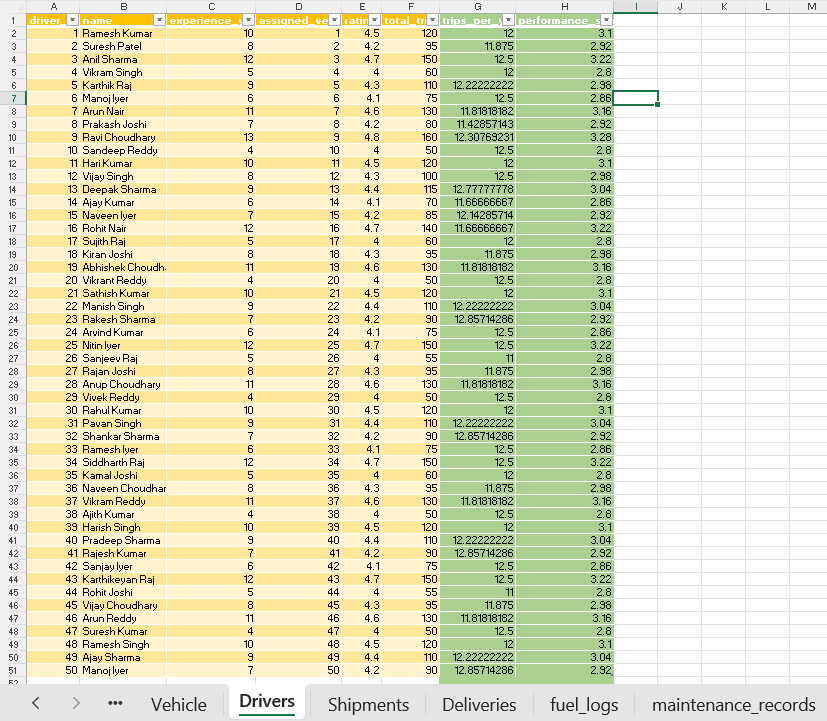 A B C D E F G H I J K L M
1 driver_ name experience_ assigned_ve ratin total_tr trips_per_y performance_s
2 1 Ramesh Kumar 10 1 4.5 120 12 3.1
3 2 Suresh Patel 8 2 4.2 95 11.875 2.92
4 3 Anil Sharma 12 3 4.7 150 12.5 3.22
5 4 Vikram Singh 5 4 4 60 12 2.8
6 5 Karthik Raj 9 5 4.3 110 12.22222222 2.98
7 6 Manoj Iyer 6 6 4.1 75 12.5 2.86
8 7 Arun Nair 11 7 4.6 130 11.81818182 3.16
9 8 Prakash Joshi 7 8 4.2 80 11.42857143 2.92
10 9 Ravi Choudhary 13 9 4.8 160 12.30769231 3.28
11 10 Sandeep Reddy 4 10 4 50 12.5 2.8
12 11 Hari Kumar 10 11 4.5 120 12 3.1
13 12 Vijay Singh 8 12 4.3 100 12.5 2.98
14 13 Deepak Sharma 9 13 4.4 115 12.77777778 3.04
15 14 Ajay Kumar 6 14 4.1 70 11.66666667 2.86
16 15 Naveen Iyer 7 15 4.2 85 12.14285714 2.92
17 16 Rohit Nair 12 16 4.7 140 11.66666667 3.22
18 17 Sujith Raj 5 17 4 60 12 2.8
19 18 Kiran Joshi 8 18 4.3 95 11.875 2.98
20 19 Abhishek Choudh 11 19 4.6 130 11.81818182 3.16
21 20 Vikrant Reddy 4 20 4 50 12.5 2.8
22 21 Sathish Kumar 10 21 4.5 120 12 3.1
23 22 Manish Singh 9 22 4.4 110 12.22222222 3.04
24 23 Rakesh Sharma 7 23 4.2 90 12.85714286 2.92
25 24 Arvind Kumar 6 24 4.1 75 12.5 2.86
26 25 Nitin Iyer 12 25 4.7 150 12.5 3.22
27 26 Sanjeev Raj 5 26 4 55 11 2.8
28 27 Rajan Joshi 8 27 4.3 95 11.875 2.98
29 28 Anup Choudhary 11 28 4.6 130 11.81818182 3.16
30 29 Vivek Reddy 4 29 4 50 12.5 2.8
31 30 Rahul Kumar 10 30 4.5 120 12 3.1
32 31 Pavan Singh 9 31 4.4 110 12.22222222 3.04
33 32 Shankar Sharma 7 32 4.2 90 12.85714286 2.92
34 33 Ramesh Iyer 6 33 4.1 75 12.5 2.86
35 34 Siddharth Raj 12 34 4.7 150 12.5 3.22
36 35 Kamal Joshi 5 35 4 60 12 2.8
37 36 Naveen Choudhar 8 36 4.3 95 11.875 2.98
38 37 Vikram Reddy 11 37 4.6 130 11.81818182 3.16
39 38 Ajith Kumar 4 38 4 50 12.5 2.8
40 39 Harish Singh 10 39 4.5 120 12 3.1
41 40 Pradeep Sharma 9 40 4.4 110 12.22222222 3.04
42 41 Rajesh Kumar 7 41 4.2 90 12.85714286 2.92
43 42 Sanjay Iyer 6 42 4.1 75 12.5 2.86
44 43 Karthikeyan Raj 12 43 4.7 150 12.5 3.22
45 44 Rohit Joshi 5 44 4 55 11 2.8
46 45 Vijay Choudhary 8 45 4.3 95 11.875 2.98
47 46 Arun Reddy 11 46 4.6 130 11.81818182 3.16
48 47 Suresh Kumar 4 47 4 50 12.5 2.8
49 48 Ramesh Singh 10 48 4.5 120 12 3.1
50 49 Ajay Sharma 9 49 4.4 110 12.22222222 3.04
51 50 Manoj Iyer 7 50 4.2 90 12.85714286 2.92
Vehicle Drivers Shipments Deliveries fuel_logs maintenance_records